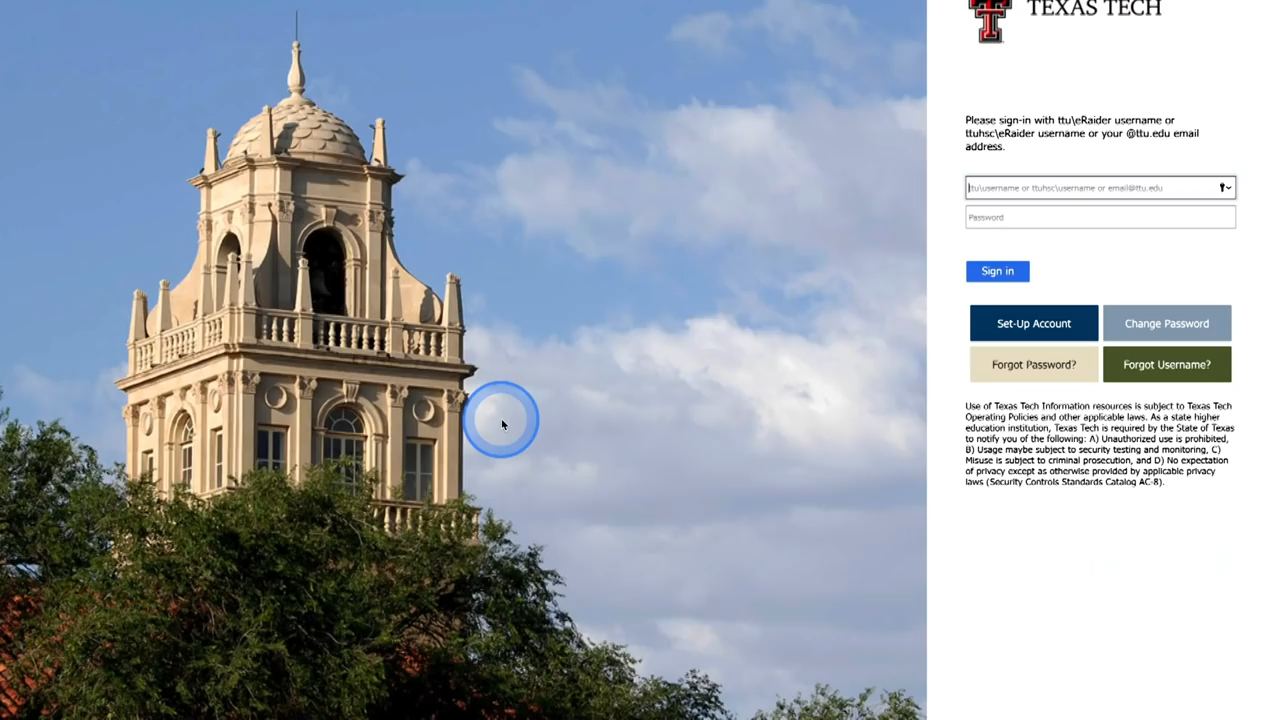 TEXAS TECH
Please sign-in with ttu\eRaider username or
ttuhsc\eRaider username or your @ttu.edu email
address.
ttu\username or ttuhsc\username or email@ttu.edu
Password
Sign in
Set-Up Account
Change Password
Forgot Password?
Forgot Username?
Use of Texas Tech Information resources is subject to Texas Tech
Operating Policies and other applicable laws. As a state higher
education institution, Texas Tech is required by the State of Texas
to notify you of the following: A) Unauthorized use is prohibited,
B) Usage maybe subject to security testing and monitoring, C)
Misuse is subject to criminal prosecution, and D) No expectation
of privacy except as otherwise provided by applicable privacy
laws (Security Controls Standards Catalog AC-8).